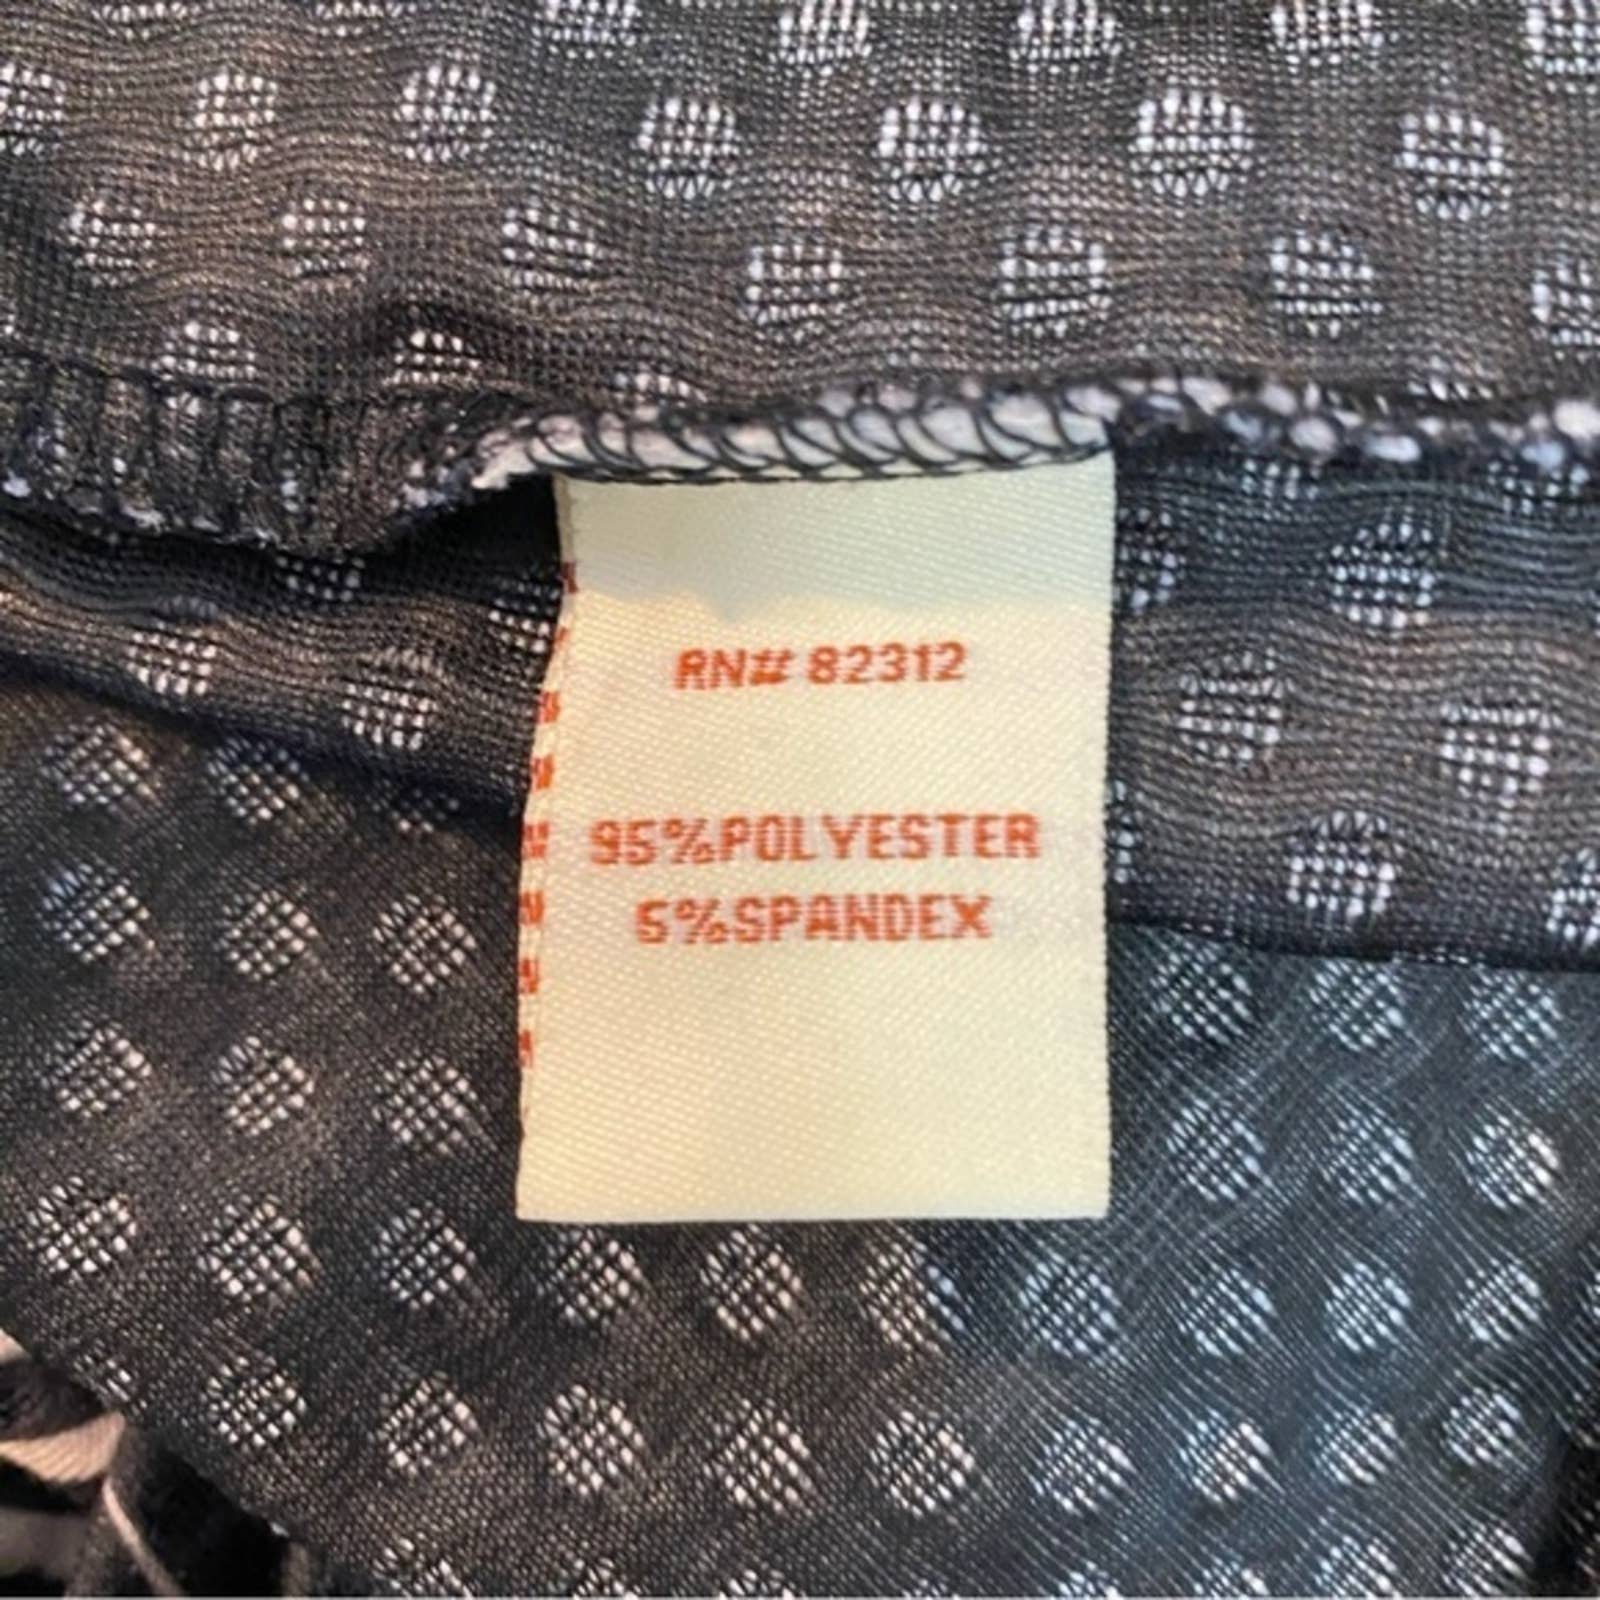 RN# 82312
95%POLYESTER
5%SPANDEX